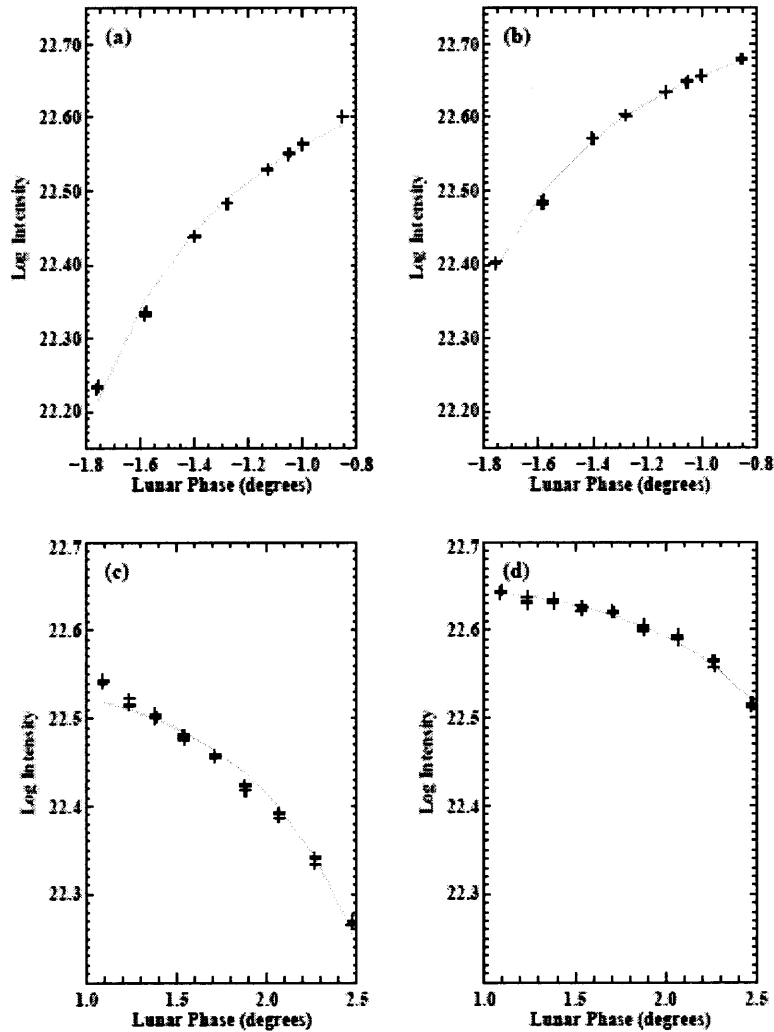 (a)
22.70
22.60
22.50
22.40
22.30
22.20
Log Intensity
−1.8 −1.6 −1.4 −1.2 −1.0 −0.8
Lunar Phase (degrees)
(b)
22.70
22.60
22.50
22.40
22.30
22.20
Log Intensity
−1.8 −1.6 −1.4 −1.2 −1.0 −0.8
Lunar Phase (degrees)
(c)
22.7
22.6
22.5
22.4
22.3
Log Intensity
1.0 1.5 2.0 2.5
Lunar Phase (degrees)
(d)
22.7
22.6
22.5
22.4
22.3
Log Intensity
1.0 1.5 2.0 2.5
Lunar Phase (degrees)